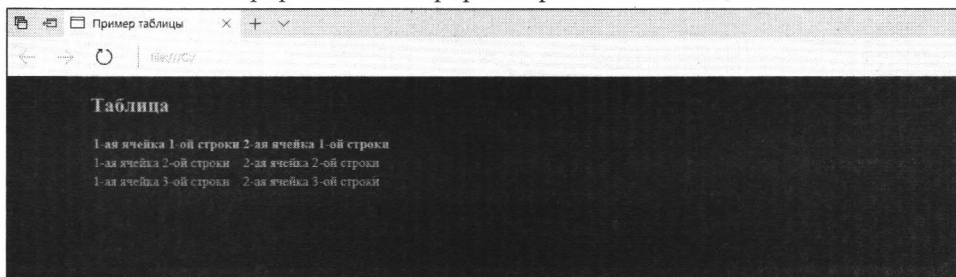 Пример таблицы
file:///G:/
Таблица
1-ая ячейка 1-ой строки 2-ая ячейка 1-ой строки
1-ая ячейка 2-ой строки 2-ая ячейка 2-ой строки
1-ая ячейка 3-ой строки 2-ая ячейка 3-ой строки